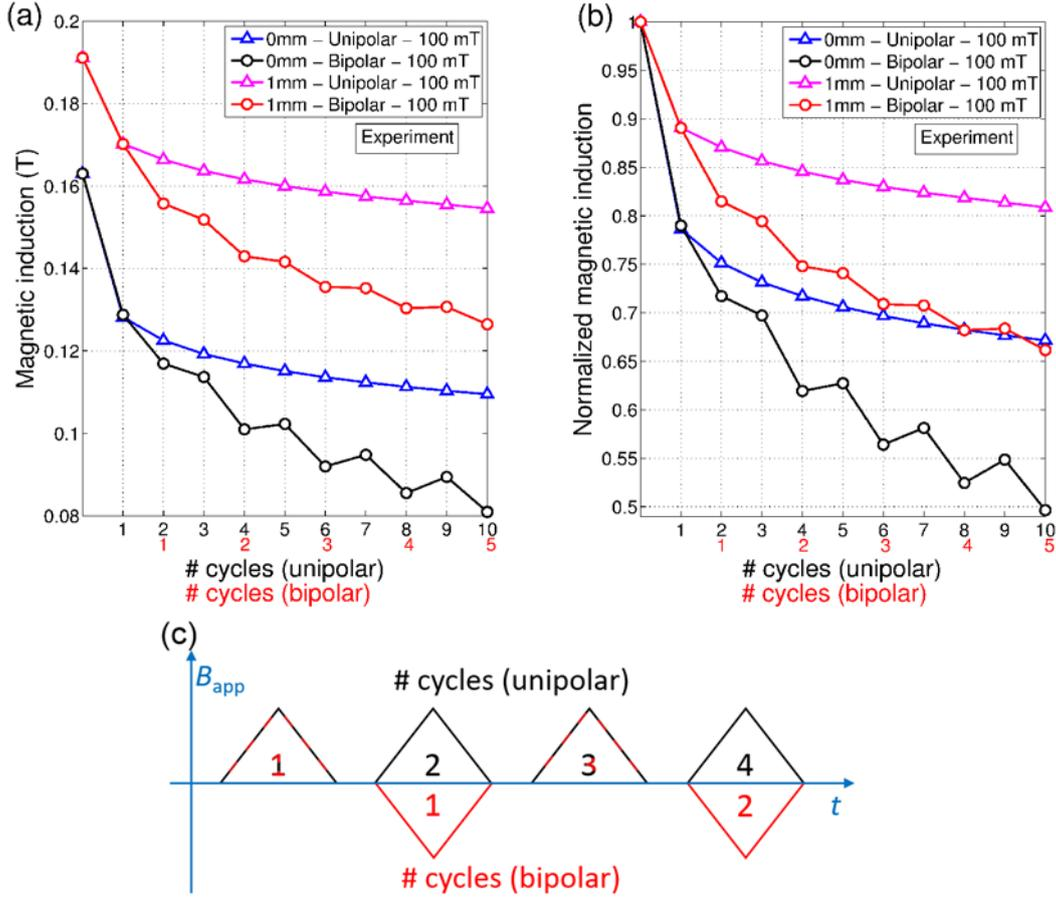 (a)
0.2
0.18
0.16
0.14
0.12
0.1
0.08
Magnetic induction (T)
0mm – Unipolar – 100 mT
0mm – Bipolar – 100 mT
1mm – Unipolar – 100 mT
1mm – Bipolar – 100 mT
Experiment
1 2 3 4 5 6 7 8 9 10
1 2 3 4 5
# cycles (unipolar)
# cycles (bipolar)
(b)
1
0.95
0.9
0.85
0.8
0.75
0.7
0.65
0.6
0.55
0.5
Normalized magnetic induction
0mm – Unipolar – 100 mT
0mm – Bipolar – 100 mT
1mm – Unipolar – 100 mT
1mm – Bipolar – 100 mT
Experiment
1 2 3 4 5 6 7 8 9 10
1 2 3 4 5
# cycles (unipolar)
# cycles (bipolar)
(c)
Bapp
# cycles (unipolar)
1 2 3 4
1 2
t
# cycles (bipolar)